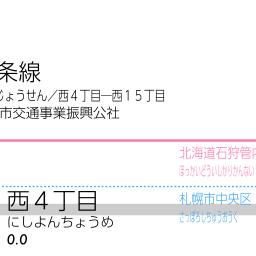 条線
じょうせん／西４丁目─西１５丁目
市交通事業振興公社
北海道石狩管内
ほっかいどういしかりかんない
西４丁目
札幌市中央区
にしよんちょうめ
さっぽろしちゅうおうく
0.0